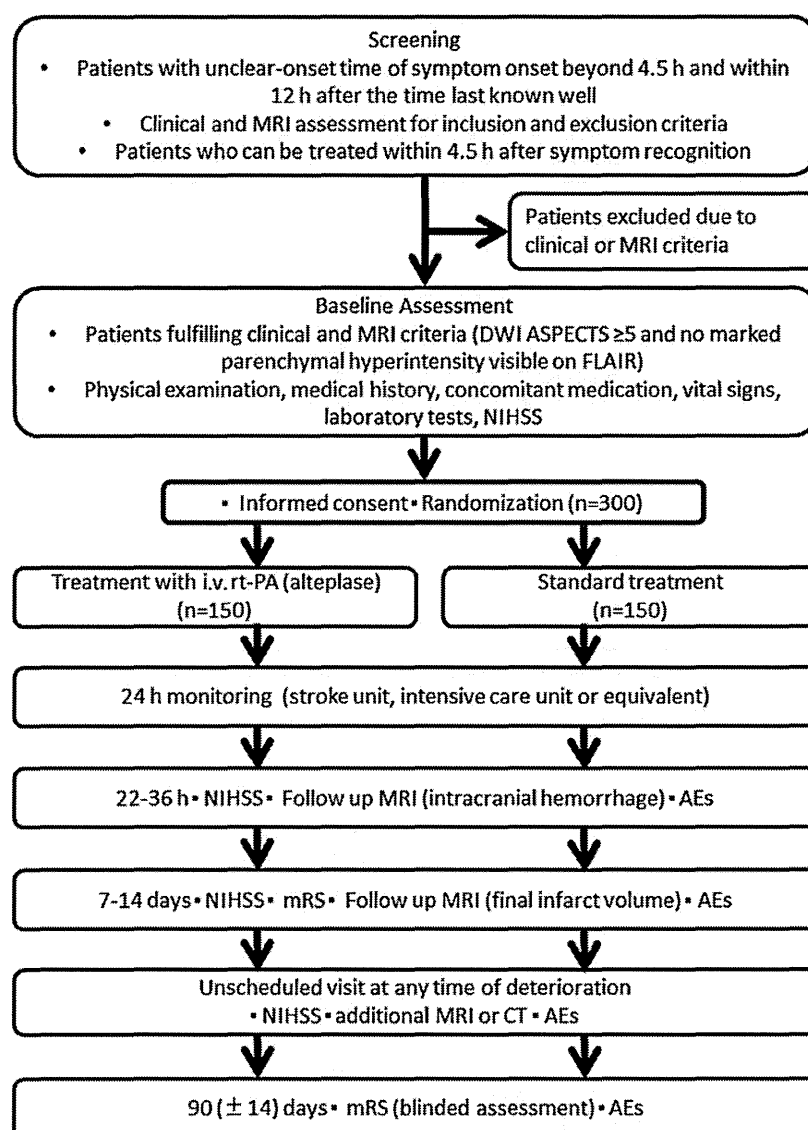 Screening
• Patients with unclear-onset time of symptom onset beyond 4.5 h and within
12 h after the time last known well
• Clinical and MRI assessment for inclusion and exclusion criteria
• Patients who can be treated within 4.5 h after symptom recognition
Patients excluded due to
clinical or MRI criteria
Baseline Assessment
• Patients fulfilling clinical and MRI criteria (DWI ASPECTS ≥5 and no marked
parenchymal hyperintensity visible on FLAIR)
• Physical examination, medical history, concomitant medication, vital signs,
laboratory tests, NIHSS
▪ Informed consent ▪ Randomization (n=300)
Treatment with i.v. rt-PA (alteplase)
(n=150)
Standard treatment
(n=150)
24 h monitoring (stroke unit, intensive care unit or equivalent)
22-36 h ▪ NIHSS ▪ Follow up MRI (intracranial hemorrhage) ▪ AEs
7-14 days ▪ NIHSS ▪ mRS ▪ Follow up MRI (final infarct volume) ▪ AEs
Unscheduled visit at any time of deterioration
▪ NIHSS ▪ additional MRI or CT ▪ AEs
90 (± 14) days ▪ mRS (blinded assessment) ▪ AEs